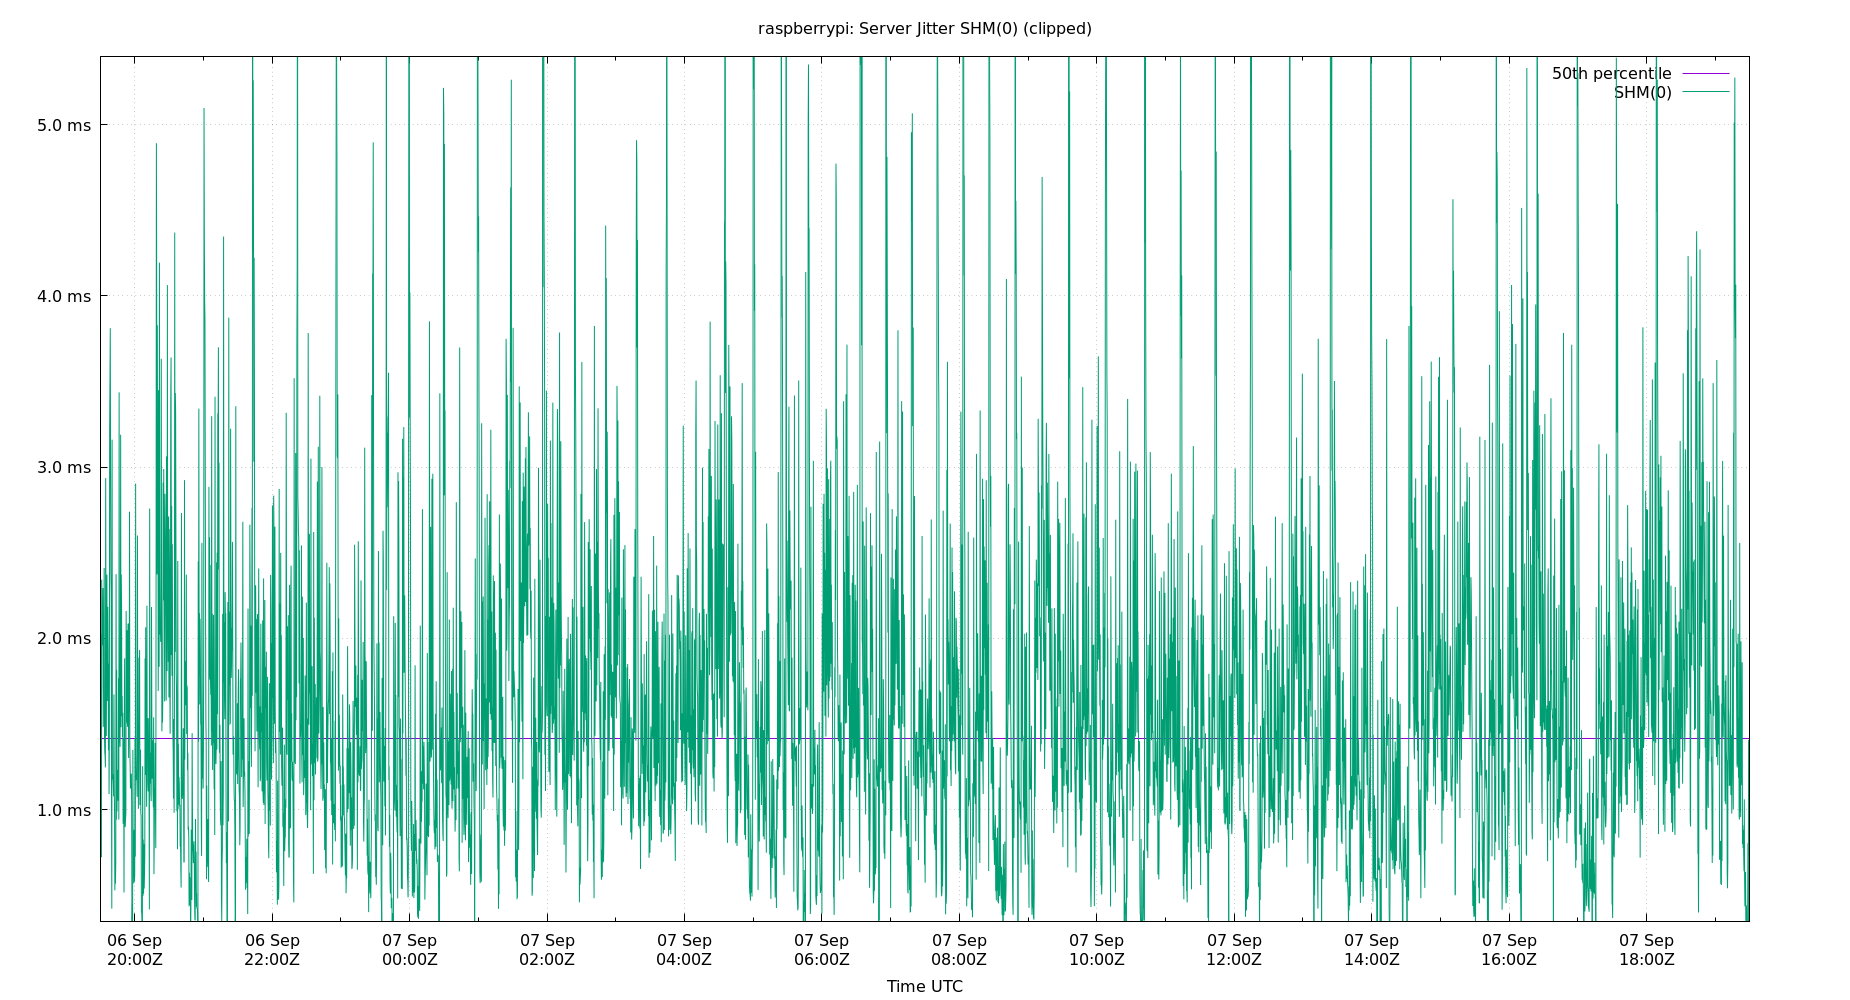 raspberrypi: Server Jitter SHM(0) (clipped)
50th percentile
SHM(0)
5.0 ms
4.0 ms
3.0 ms
2.0 ms
1.0 ms
06 Sep 06 Sep 07 Sep 07 Sep 07 Sep 07 Sep 07 Sep 07 Sep 07 Sep 07 Sep 07 Sep 07 Sep
20:00Z 22:00Z 00:00Z 02:00Z 04:00Z 06:00Z 08:00Z 10:00Z 12:00Z 14:00Z 16:00Z 18:00Z
Time UTC